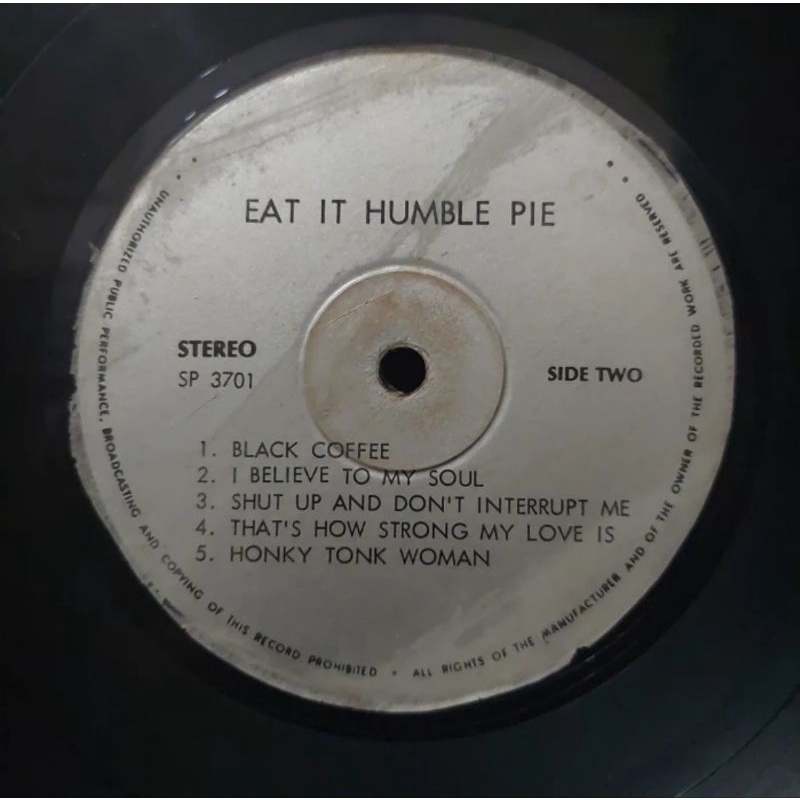 EAT IT HUMBLE PIE
STEREO
SP 3701
SIDE TWO
1. BLACK COFFEE
2. I BELIEVE TO MY SOUL
3. SHUT UP AND DON'T INTERRUPT ME
4. THAT'S HOW STRONG MY LOVE IS
5. HONKY TONK WOMAN
UNAUTHORIZED PUBLIC PERFORMANCE, BROADCASTING AND COPYING OF THIS RECORD PROHIBITED • ALL RIGHTS OF THE MANUFACTURER AND OF THE OWNER OF THE RECORDED WORK ARE RESERVED